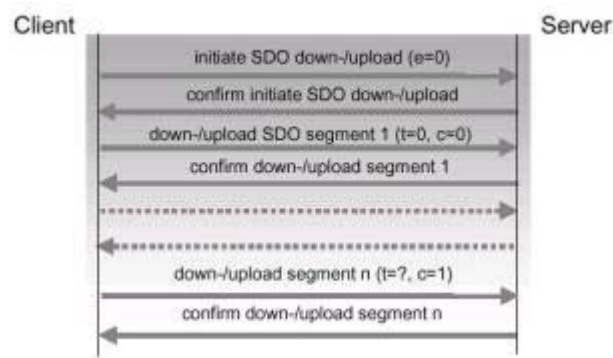 Client Server
initiate SDO down-/upload (e=0)
confirm initiate SDO down-/upload
down-/upload SDO segment 1 (t=0, c=0)
confirm down-/upload segment 1
down-/upload segment n (t=?, c=1)
confirm down-/upload segment n